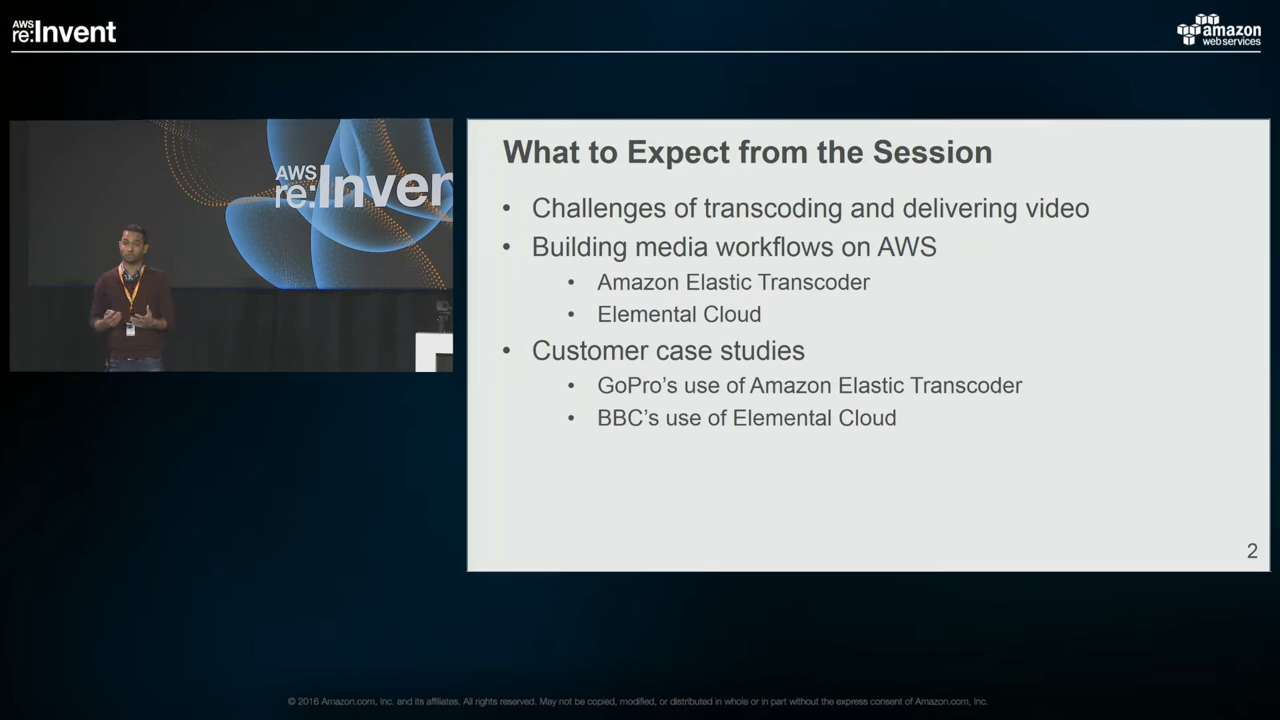 AWS
re:Invent
amazon
web services
AWS
re:Inven
What to Expect from the Session
• Challenges of transcoding and delivering video
• Building media workflows on AWS
• Amazon Elastic Transcoder
• Elemental Cloud
• Customer case studies
• GoPro’s use of Amazon Elastic Transcoder
• BBC’s use of Elemental Cloud
2
© 2016 Amazon.com, Inc. and its affiliates. All rights reserved. May not be copied, modified, or distributed in whole or in part without the express consent of Amazon.com, Inc.